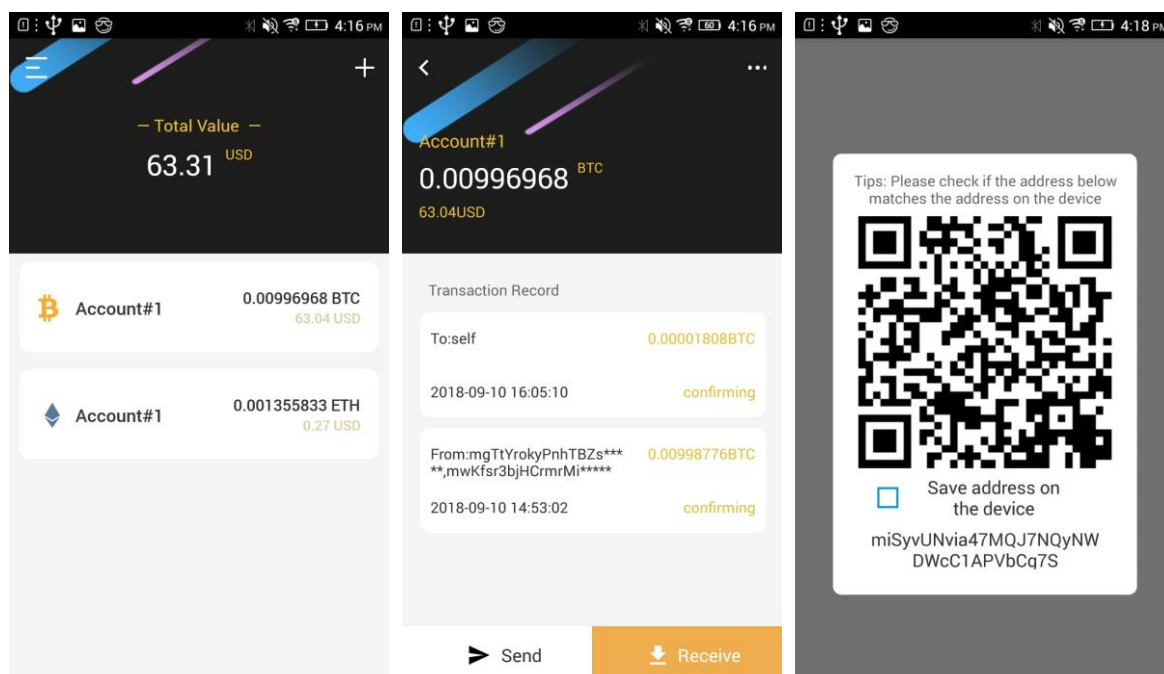 4:16 PM
— Total Value —
63.31 USD
Account#1
0.00996968 BTC
63.04 USD
Account#1
0.001355833 ETH
0.27 USD
60
4:16 PM
Account#1
0.00996968 BTC
63.04USD
Transaction Record
To:self
0.00001808BTC
2018-09-10 16:05:10
confirming
From:mgTtYrokyPnhTBZs***
**,mwKfsr3bjHCrmrMi*****
0.00998776BTC
2018-09-10 14:53:02
confirming
Send
Receive
4:18 PM
Tips: Please check if the address below
matches the address on the device
Save address on
the device
miSyvUNvia47MQJ7NQyNW
DWcC1APVbCq7S